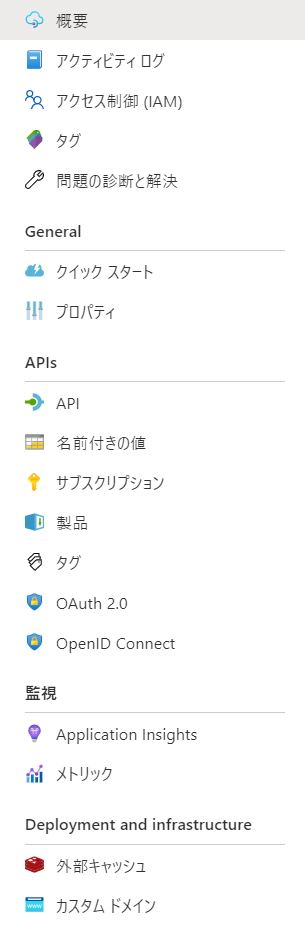 概要
アクティビティ ログ
アクセス制御 (IAM)
タグ
問題の診断と解決
General
クイック スタート
プロパティ
APIs
API
名前付きの値
サブスクリプション
製品
タグ
OAuth 2.0
OpenID Connect
監視
Application Insights
メトリック
Deployment and infrastructure
外部キャッシュ
WWW カスタム ドメイン